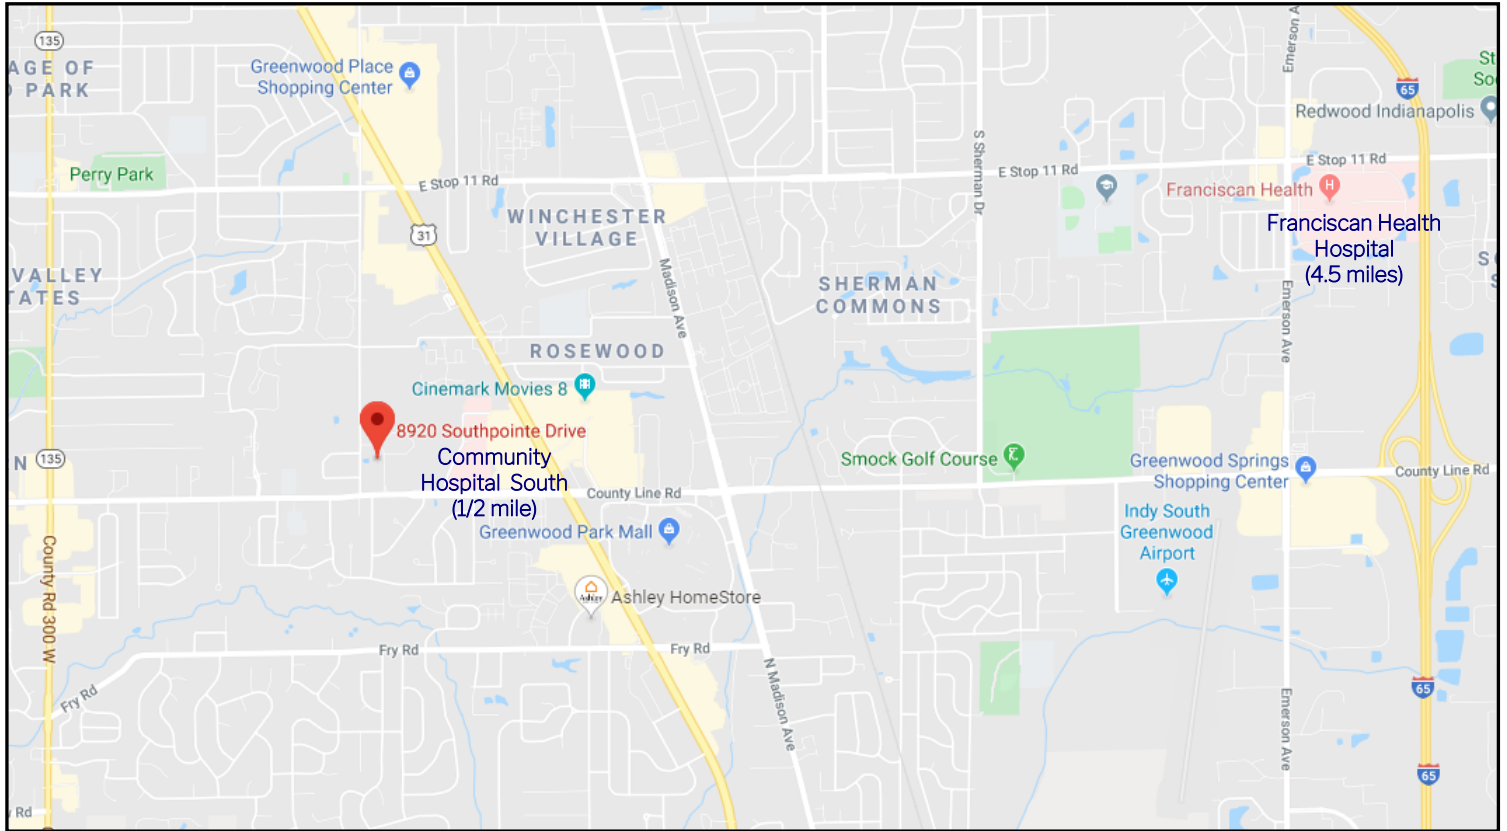 135
AGE OF
PARK
Greenwood Place
Shopping Center
Perry Park
E Stop 11 Rd
31
WINCHESTER
VILLAGE
Madison Ave
S Sherman Dr
E Stop 11 Rd
Emerson A
65
St
So
Redwood Indianapolis
E Stop 11 Rd
Franciscan Health
H
Franciscan Health
Hospital
(4.5 miles)
VALLEY
TATES
SHERMAN
COMMONS
S
S
Emerson Ave
ROSEWOOD
Cinemark Movies 8
8920 Southpointe Drive
Community
Hospital South
(1/2 mile)
N
135
County Line Rd
Smock Golf Course
Greenwood Springs
Shopping Center
County Line Rd
Greenwood Park Mall
Indy South
Greenwood
Airport
County Rd 300 W
Ashley
Ashley HomeStore
Fry Rd
Fry Rd
Fry Rd
N Madison Ave
Emerson Ave
65
65
Rd